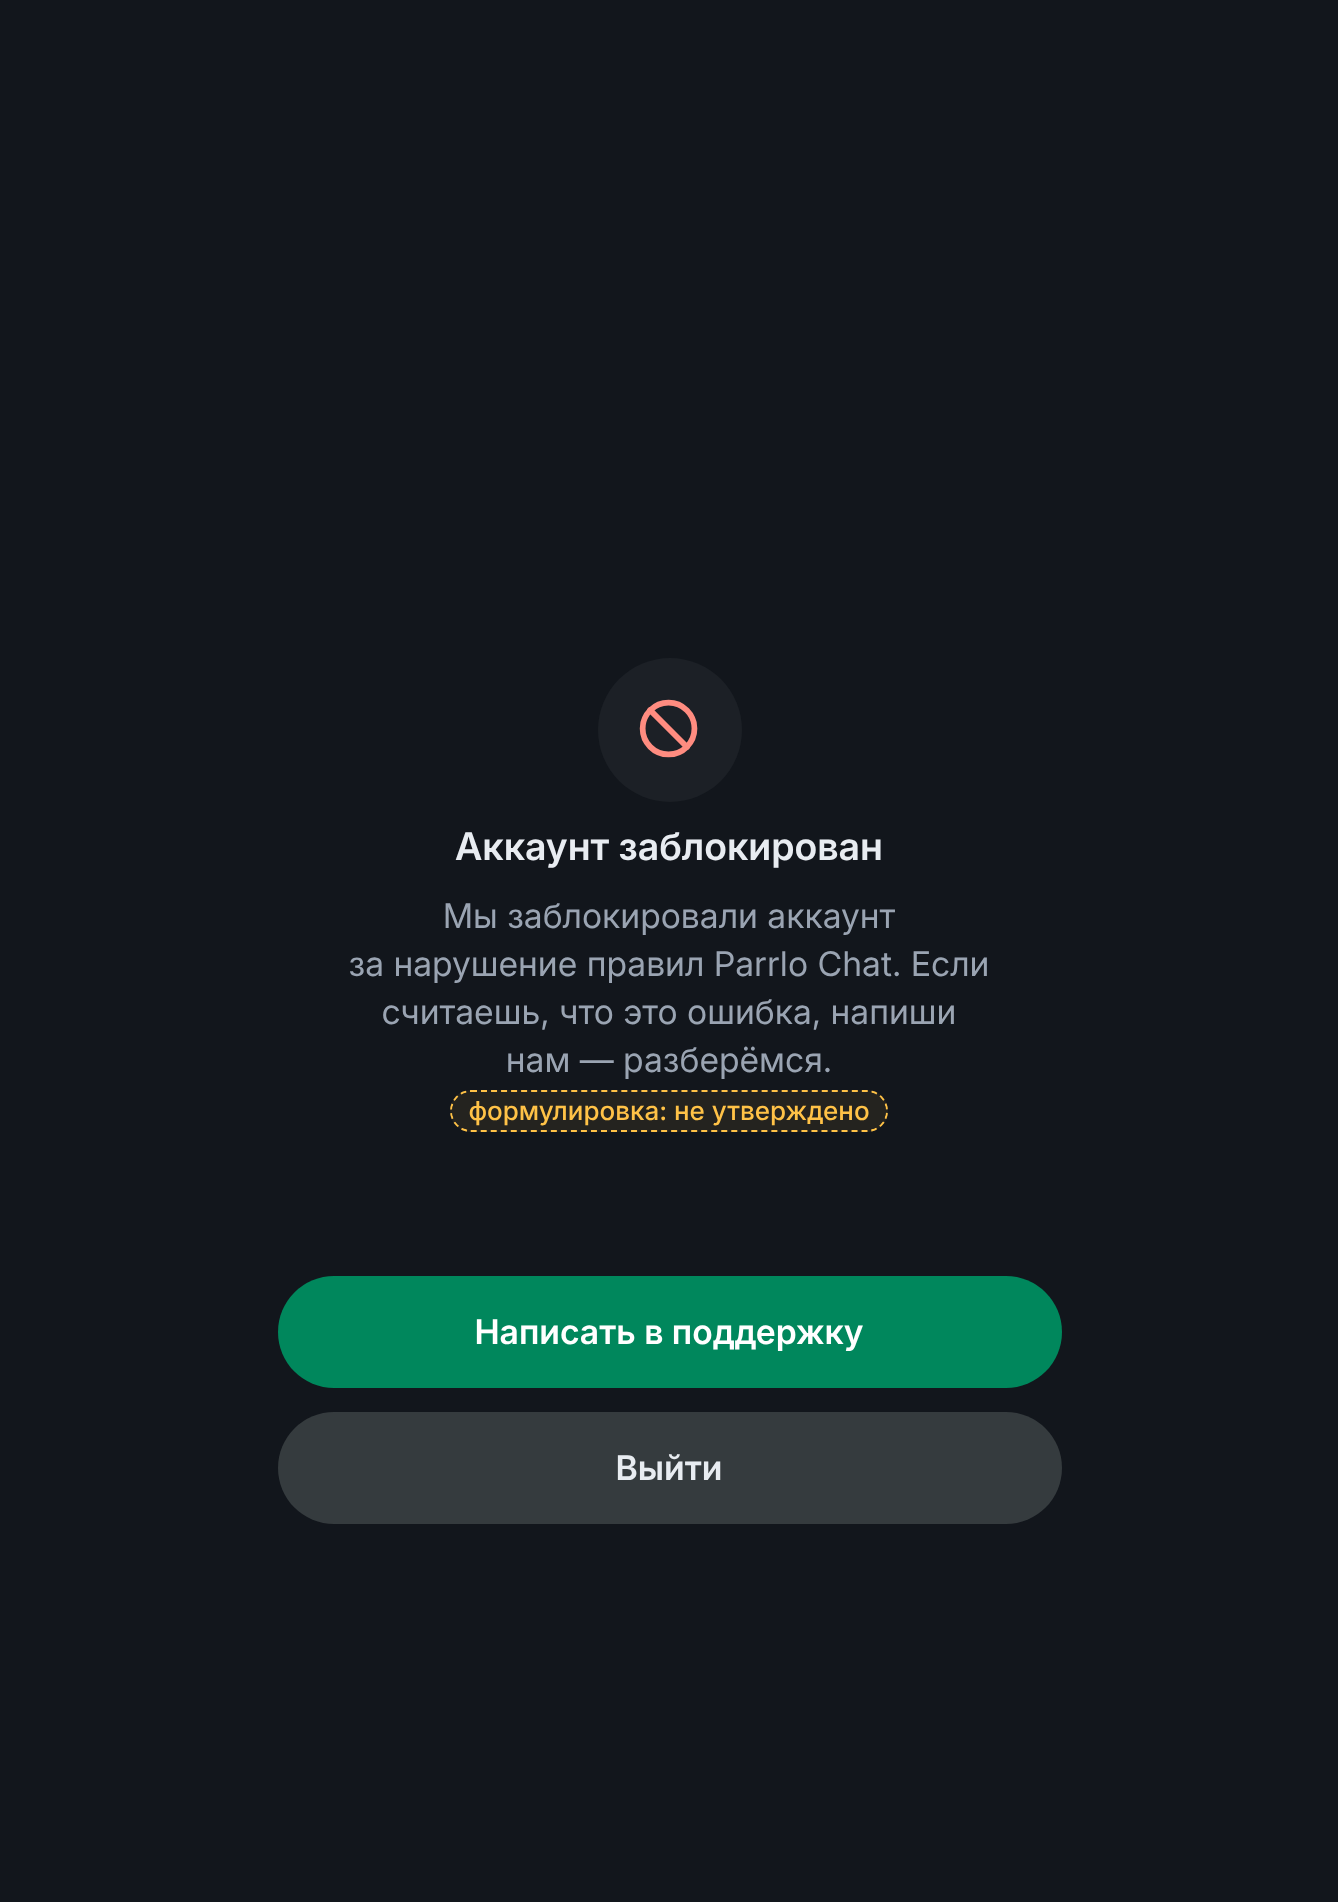 Аккаунт заблокирован
Мы заблокировали аккаунт
за нарушение правил Parrlo Chat. Если
считаешь, что это ошибка, напиши
нам — разберёмся.
формулировка: не утверждено
Написать в поддержку
Выйти